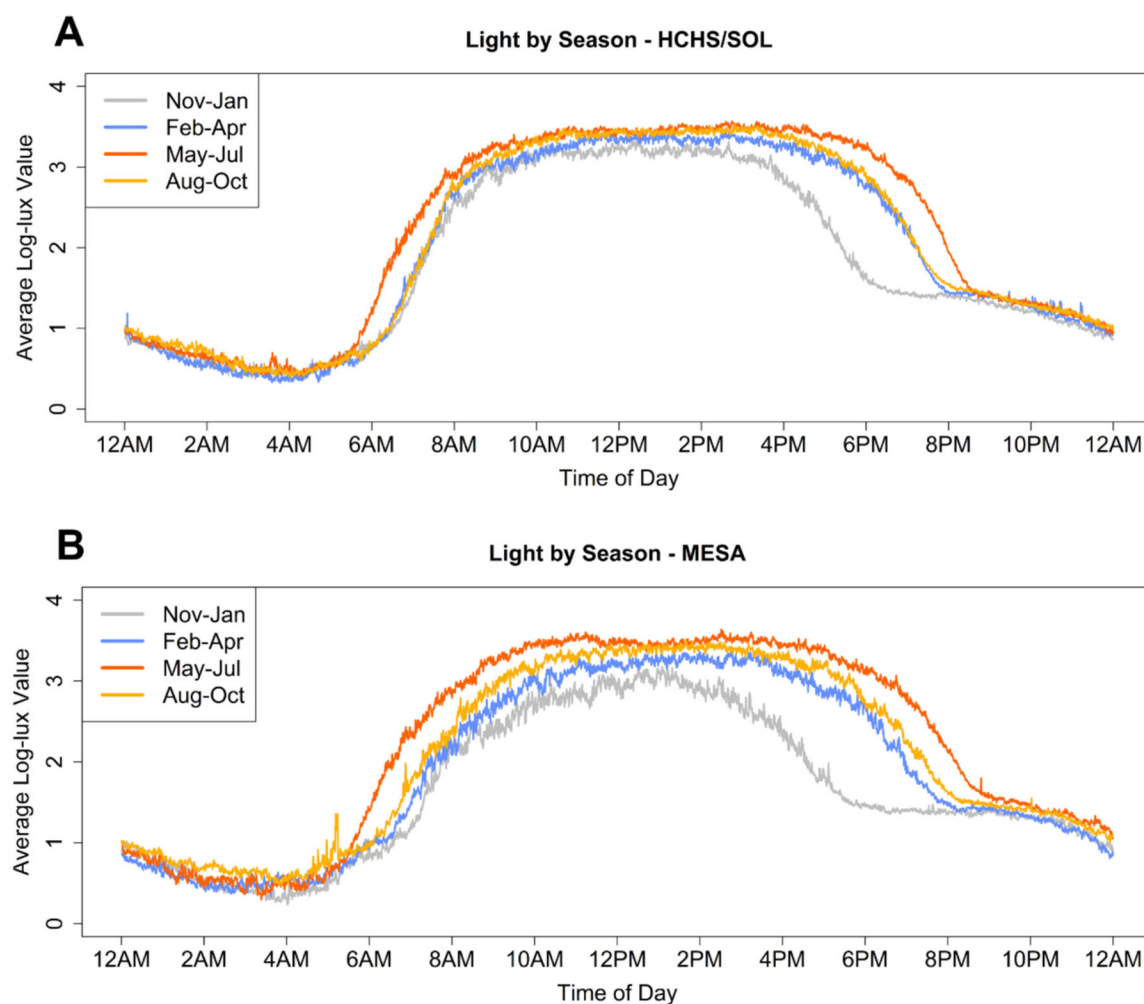 A
Light by Season - HCHS/SOL
Average Log-lux Value
4
3
2
1
0
Nov-Jan
Feb-Apr
May-Jul
Aug-Oct
12AM 2AM 4AM 6AM 8AM 10AM 12PM 2PM 4PM 6PM 8PM 10PM 12AM
Time of Day
B
Light by Season - MESA
Average Log-lux Value
4
3
2
1
0
Nov-Jan
Feb-Apr
May-Jul
Aug-Oct
12AM 2AM 4AM 6AM 8AM 10AM 12PM 2PM 4PM 6PM 8PM 10PM 12AM
Time of Day